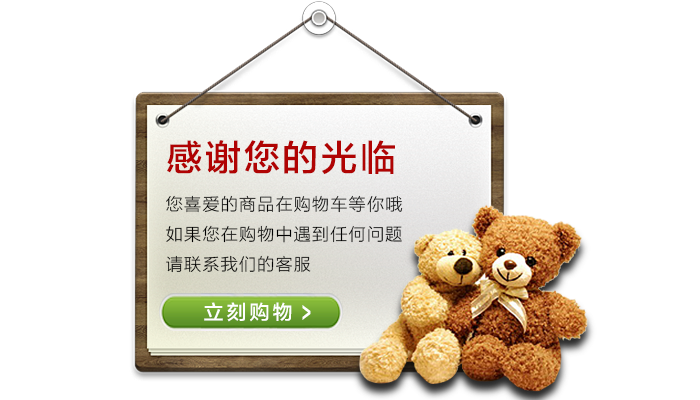 感谢您的光临
您喜爱的商品在购物车等你哦
如果您在购物中遇到任何问题
请联系我们的客服
立刻购物 >